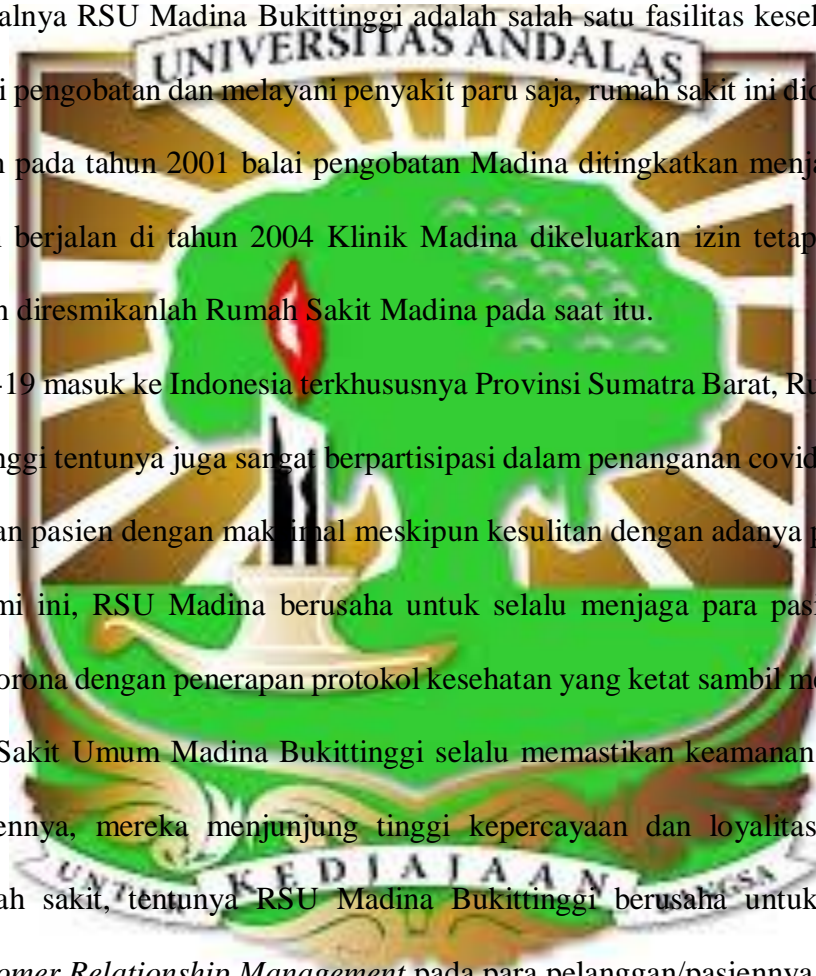 alnya RSU Madina Bukittinggi adalah salah satu fasilitas keseh
UNIVERSITAS ANDALAS
i pengobatan dan melayani penyakit paru saja, rumah sakit ini did
pada tahun 2001 balai pengobatan Madina ditingkatkan menja
berjalan di tahun 2004 Klinik Madina dikeluarkan izin tetap
n diresmikanlah Rumah Sakit Madina pada saat itu.
-19 masuk ke Indonesia terkhususnya Provinsi Sumatra Barat, Ru
nggi tentunya juga sangat berpartisipasi dalam penanganan covid
an pasien dengan maksimal meskipun kesulitan dengan adanya p
mi ini, RSU Madina berusaha untuk selalu menjaga para pasi
orona dengan penerapan protokol kesehatan yang ketat sambil me
Sakit Umum Madina Bukittinggi selalu memastikan keamanan
ennya, mereka menjunjung tinggi kepercayaan dan loyalitas
UNTUK KEDJAJAAN BANGSA
ah sakit, tentunya RSU Madina Bukittinggi berusaha untuk
omer Relationship Management pada para pelanggan/pasiennya